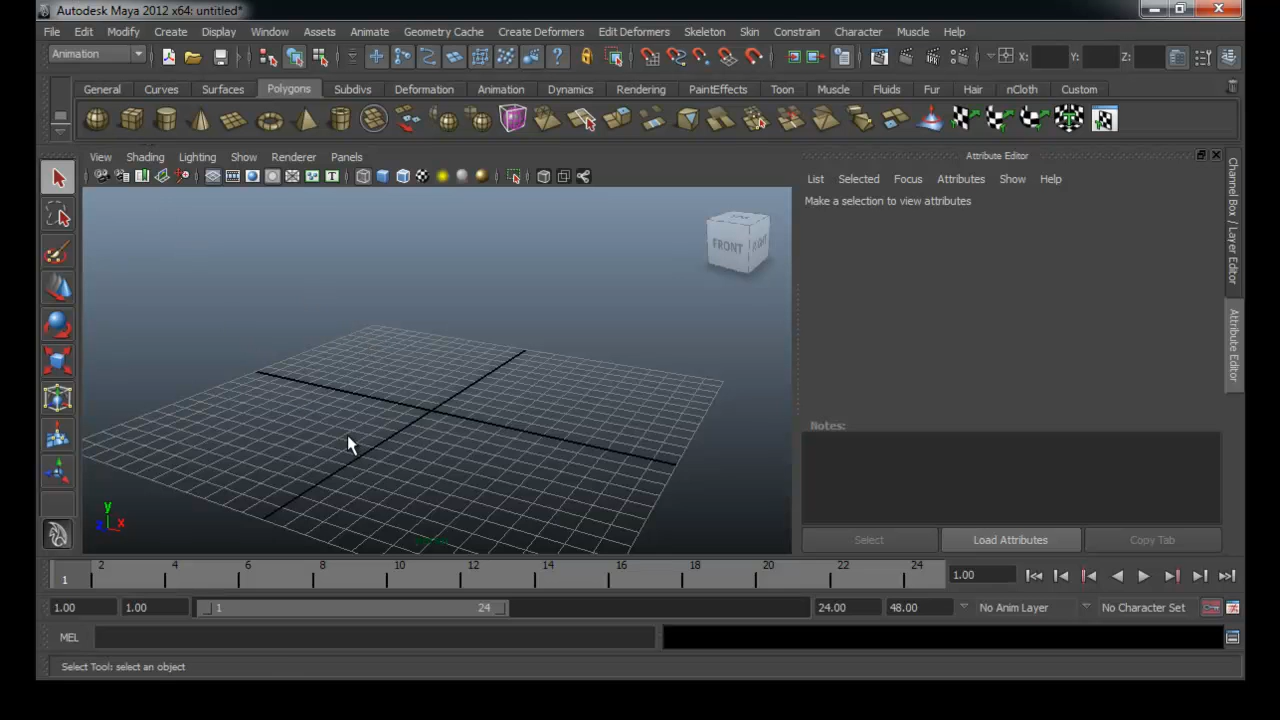 Autodesk Maya 2012 x64: untitled*
File Edit Modify Create Display Window Assets Animate Geometry Cache Create Deformers Edit Deformers Skeleton Skin Constrain Character Muscle Help
Animation X: Y: Z:
General Curves Surfaces Polygons Subdivs Deformation Animation Dynamics Rendering PaintEffects Toon Muscle Fluids Fur Hair nCloth Custom
View Shading Lighting Show Renderer Panels
Attribute Editor
List Selected Focus Attributes Show Help
Make a selection to view attributes
FRONT
Channel Box / Layer Editor
Attribute Editor
Notes:
Select Load Attributes Copy Tab
y
x
1 2 4 6 8 10 12 14 16 18 20 22 24 1.00
1.00 1.00 1 24 24.00 48.00 No Anim Layer No Character Set
MEL
Select Tool: select an object